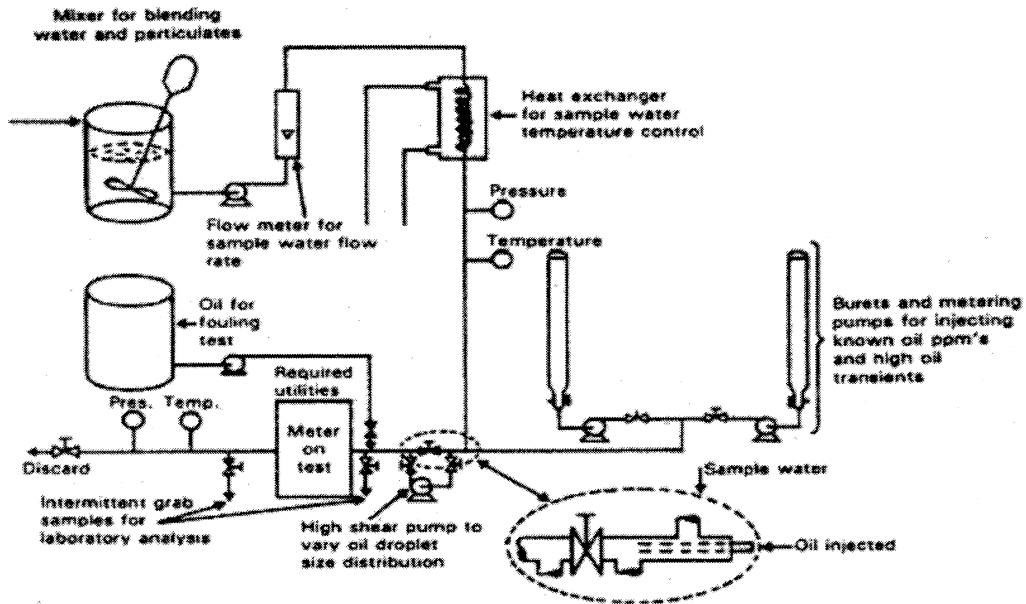 Mixer for blending
water and particulates
Heat exchanger
for sample water
temperature control
Pressure
Flow meter for
sample water flow
rate
Temperature
Oil for
fouling
test
Burets and metering
pumps for injecting
known oil ppm's
and high oil
transients
Required
utilities
Pres. Temp.
Meter
on
test
Discard
Sample water
Intermittent grab
samples for
laboratory analysis
High shear pump to
vary oil droplet
size distribution
Oil injected